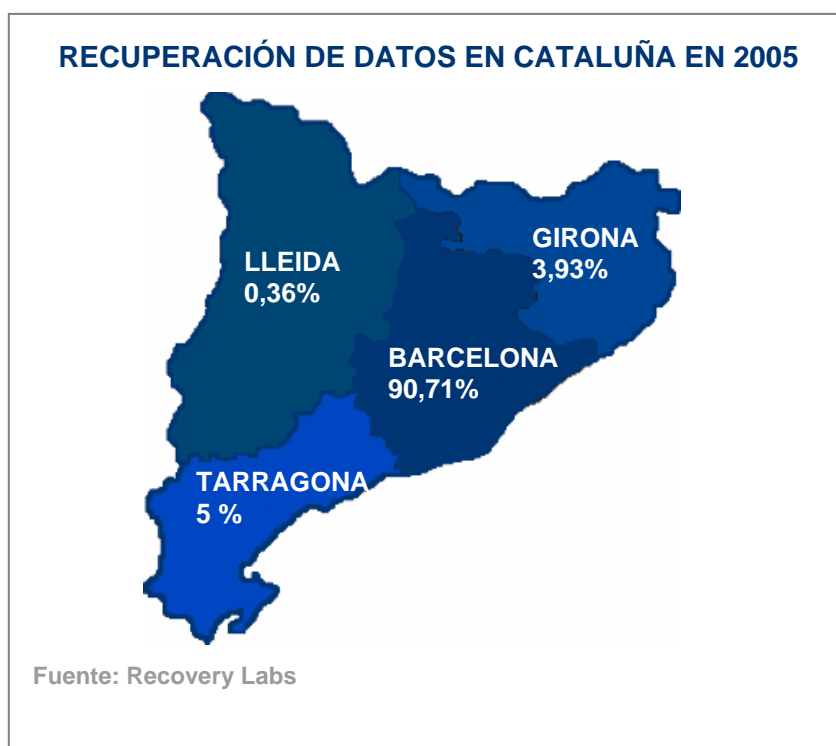 RECUPERACIÓN DE DATOS EN CATALUÑA EN 2005
LLEIDA
0,36%
GIRONA
3,93%
BARCELONA
90,71%
TARRAGONA
5 %
Fuente: Recovery Labs